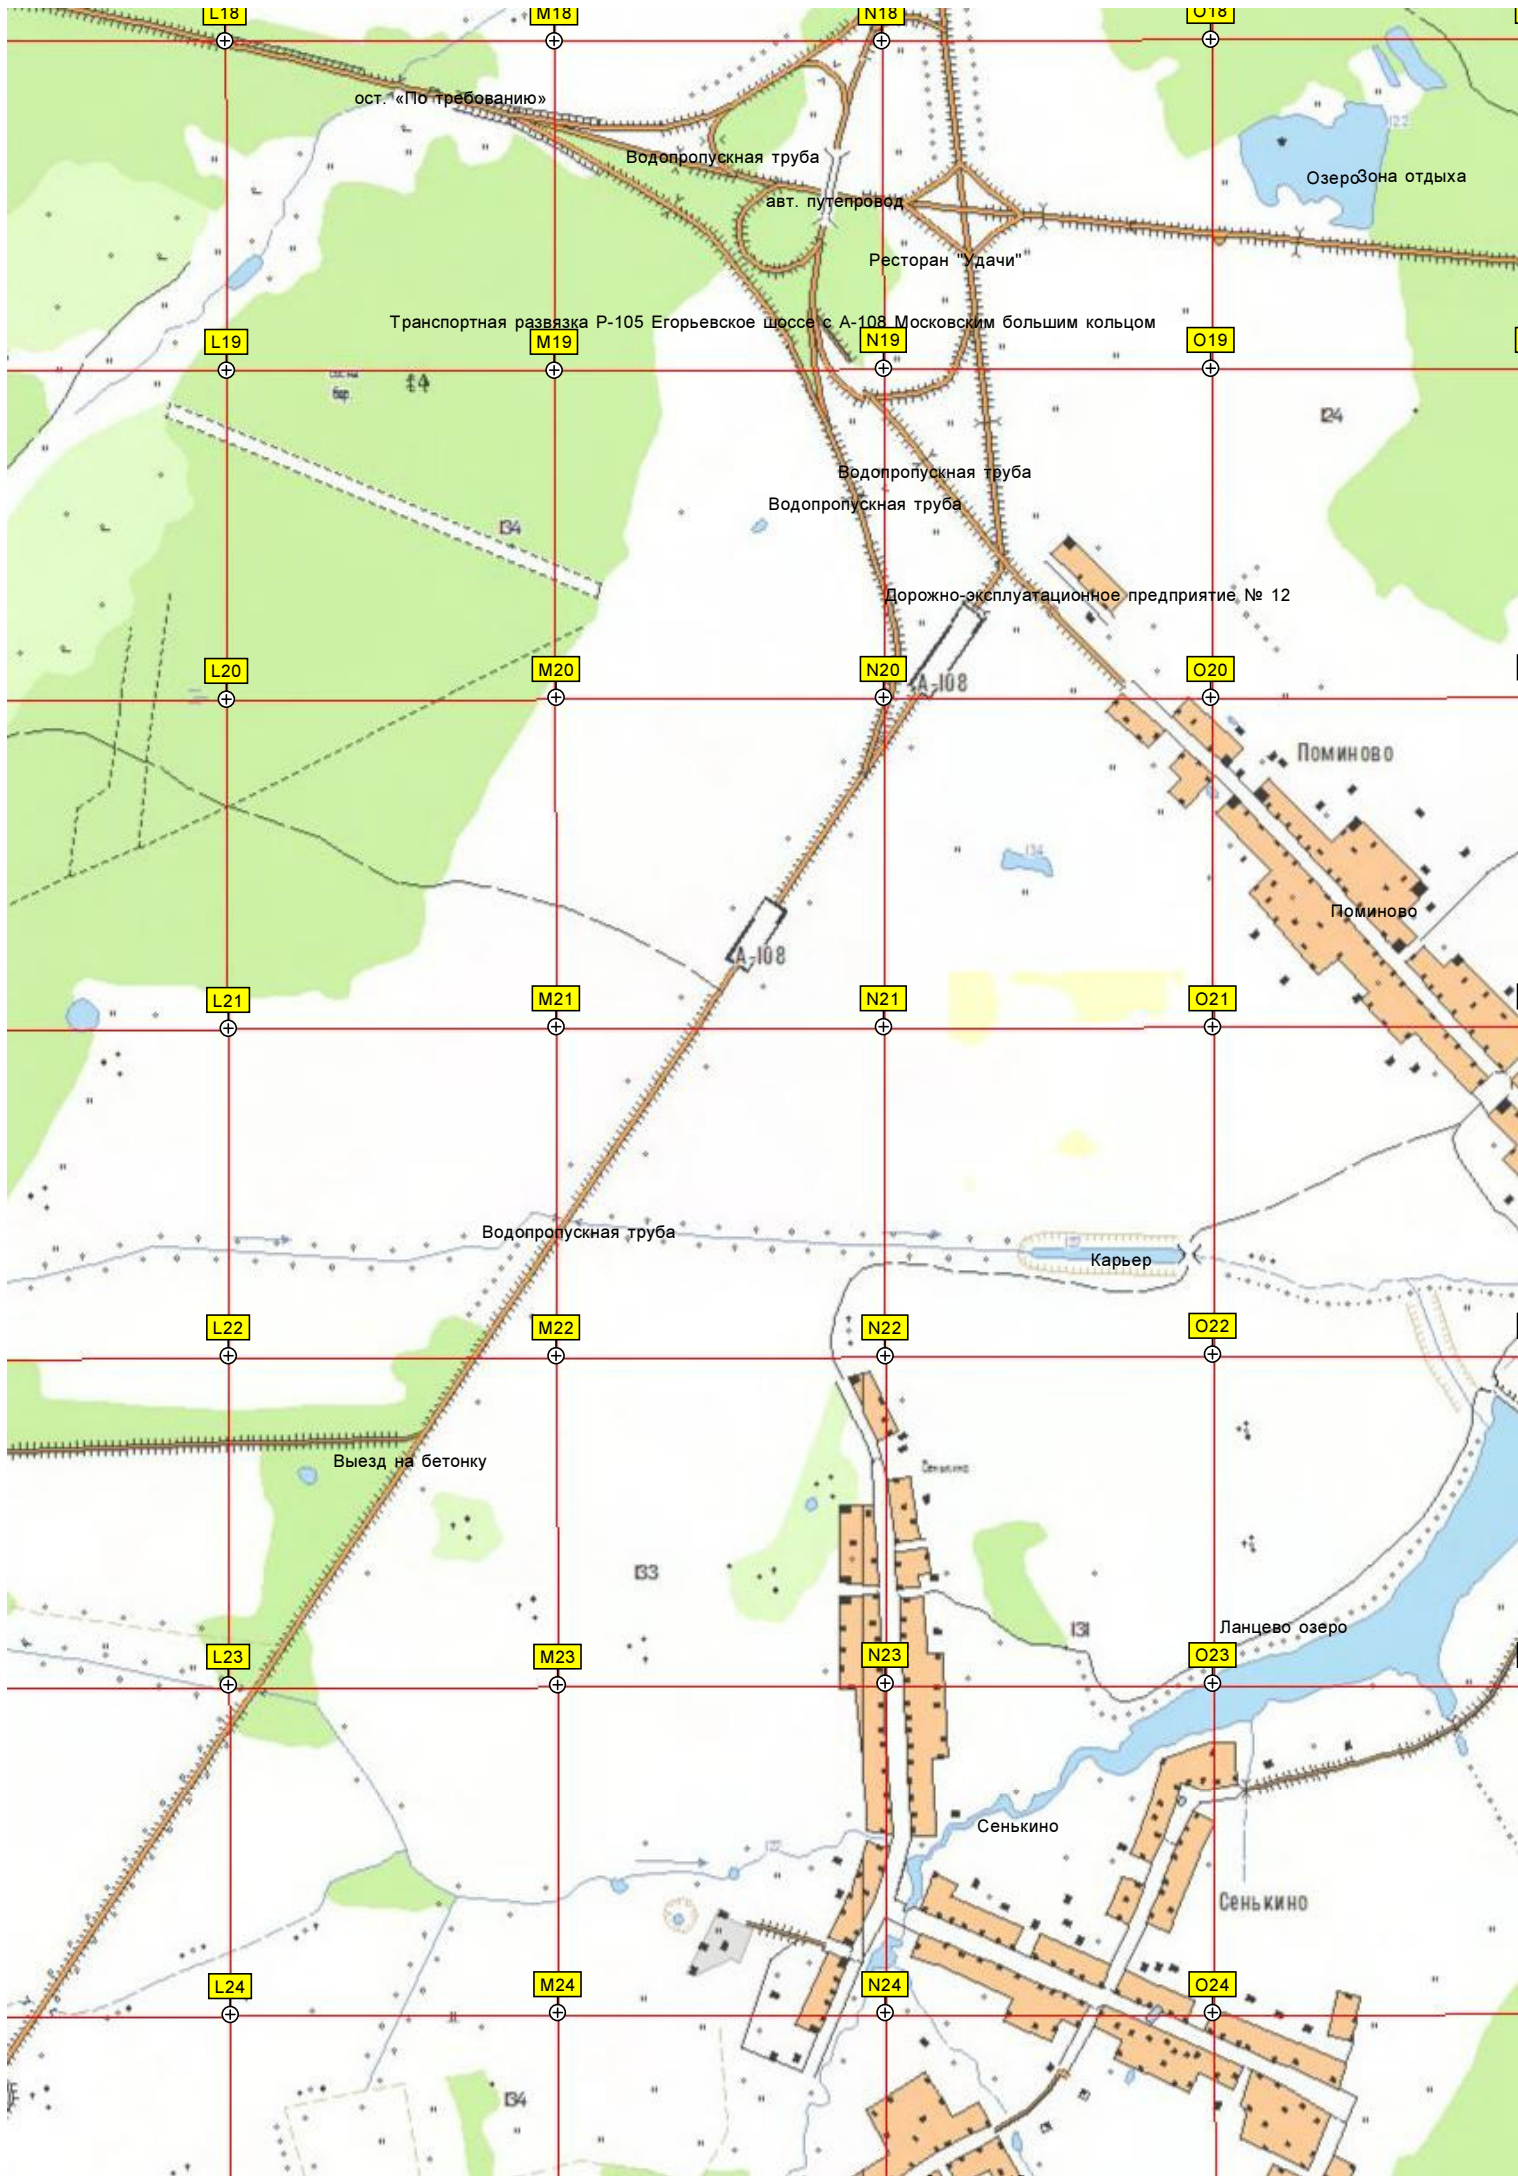 L18
M18
N18
O18
ост. «По требованию»
122
Водопропускная труба
Озеро
Зона отдыха
авт. путепровод
Ресторан "Удачи"
Транспортная развязка Р-105 Егорьевское шоссе с А-108 Московским большим кольцом
L19
M19
N19
O19
124
Водопропускная труба
Водопропускная труба
134
Дорожно-эксплуатационное предприятие № 12
L20
M20
N20
O20
А-108
Поминово
134
Поминово
А-108
L21
M21
N21
O21
Водопропускная труба
Карьер
L22
M22
N22
O22
Выезд на бетонку
Сенькино
133
Ланцево озеро
131
L23
M23
N23
O23
Сенькино
Сенькино
L24
M24
N24
O24
134